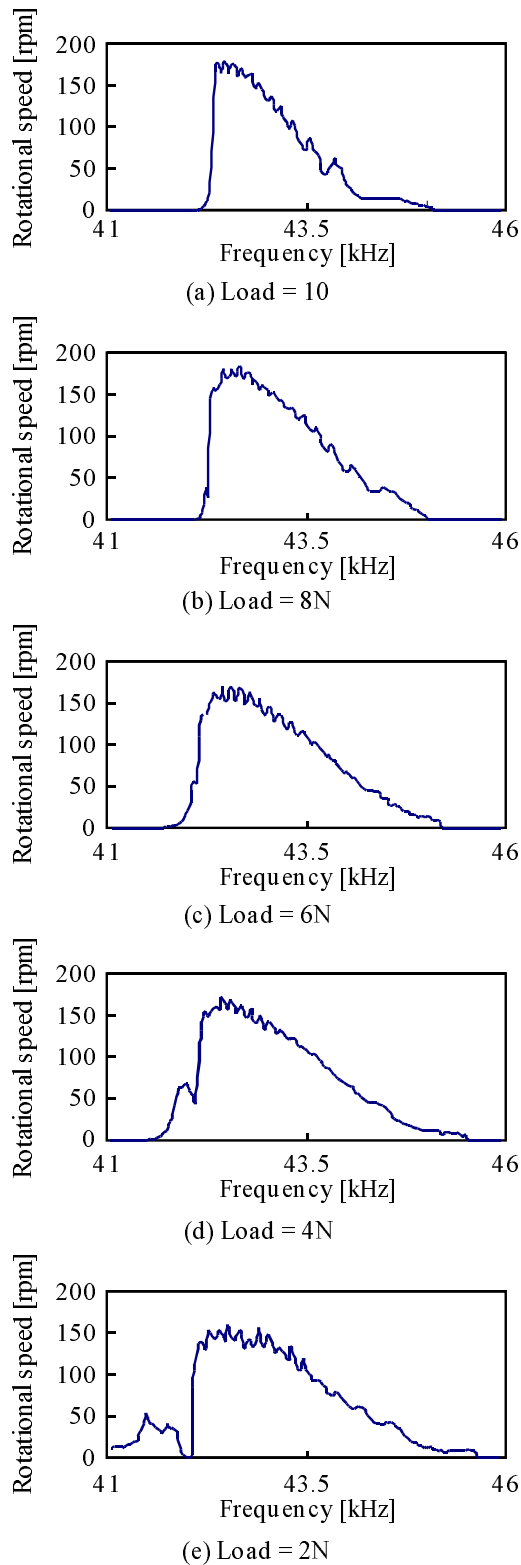 Rotational speed [rpm]
200
150
100
50
0
41
43.5
46
Frequency [kHz]
(a) Load = 10
Rotational speed [rpm]
200
150
100
50
0
41
43.5
46
Frequency [kHz]
(b) Load = 8N
Rotational speed [rpm]
200
150
100
50
0
41
43.5
46
Frequency [kHz]
(c) Load = 6N
Rotational speed [rpm]
200
150
100
50
0
41
43.5
46
Frequency [kHz]
(d) Load = 4N
Rotational speed [rpm]
200
150
100
50
0
41
43.5
46
Frequency [kHz]
(e) Load = 2N